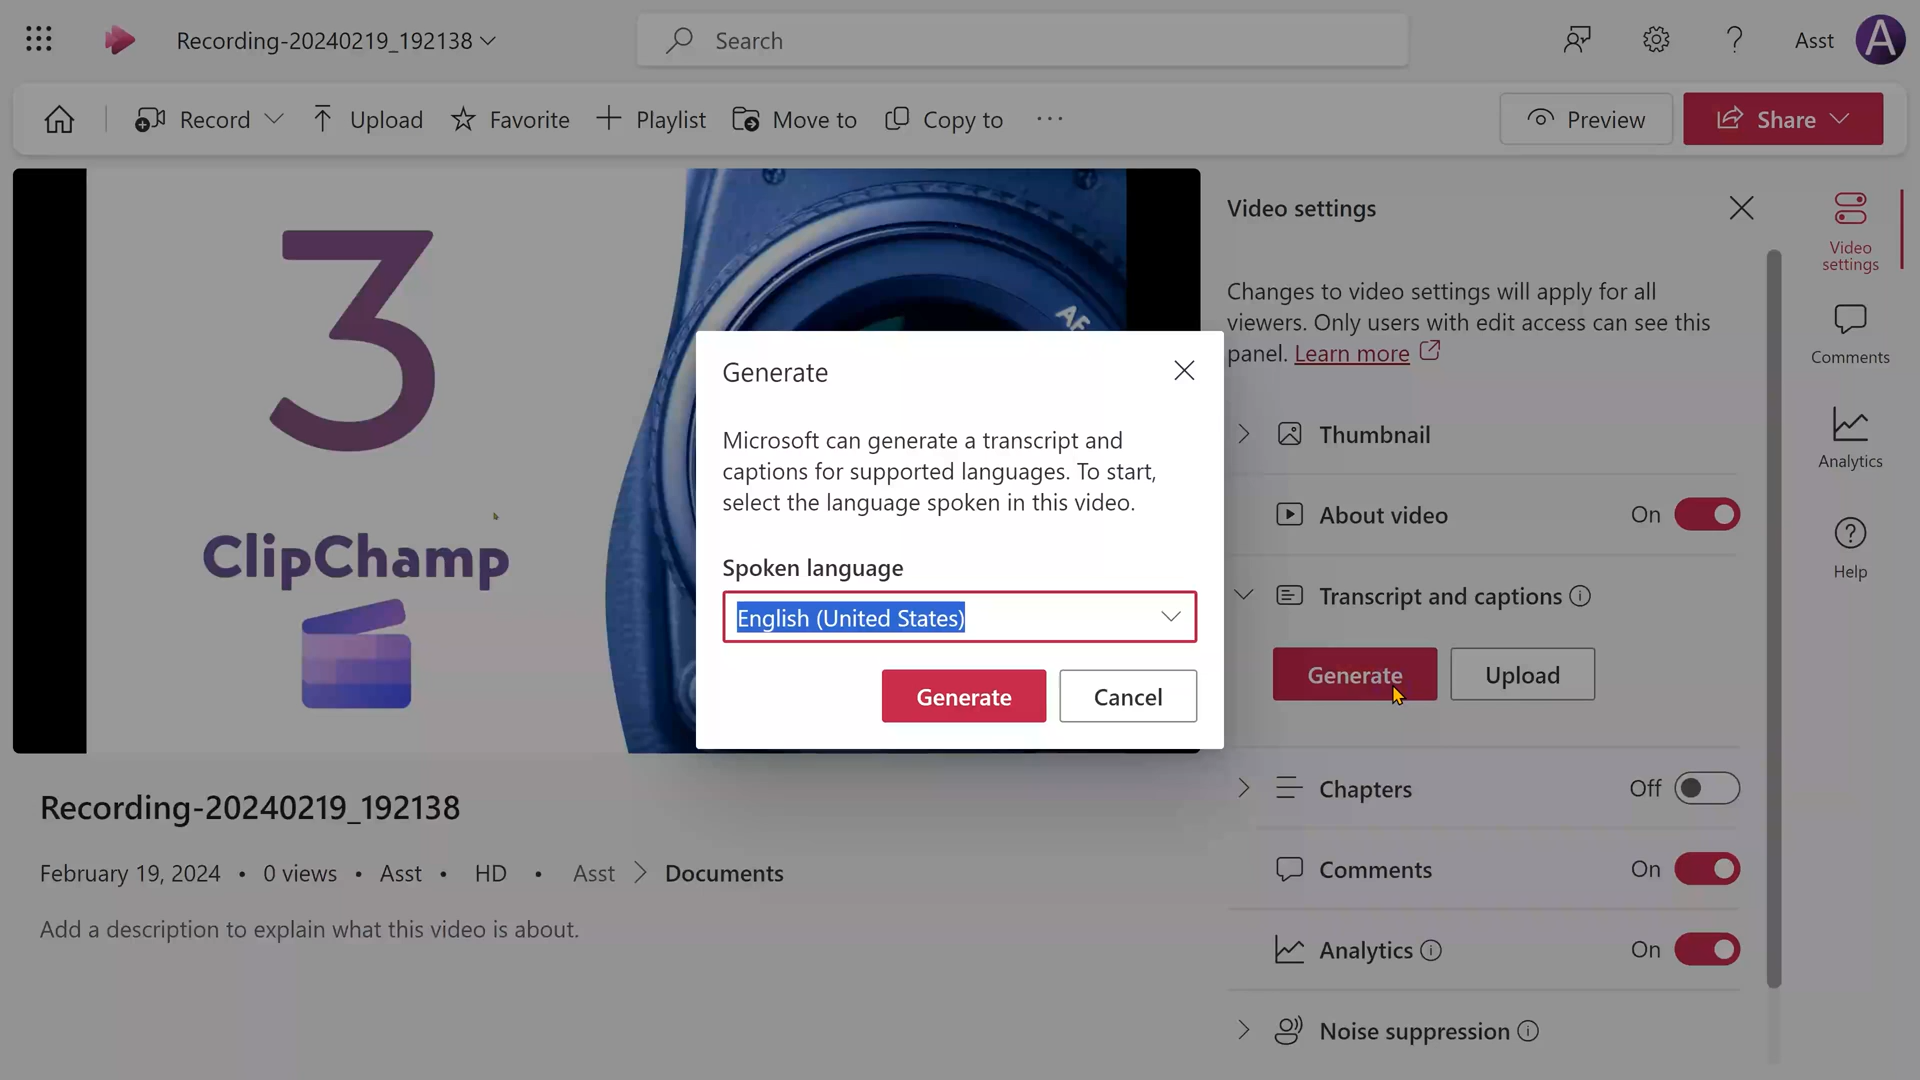 Recording-20240219_192138
Search
Asst
A
Record
Upload
Favorite
Playlist
Move to
Copy to
Preview
Share
3
ClipChamp
AF
Generate
Microsoft can generate a transcript and
captions for supported languages. To start,
select the language spoken in this video.
Spoken language
English (United States)
Generate
Cancel
Recording-20240219_192138
February 19, 2024 • 0 views • Asst • HD • Asst > Documents
Add a description to explain what this video is about.
Video settings
Changes to video settings will apply for all
viewers. Only users with edit access can see this
panel. Learn more
Thumbnail
About video On
Transcript and captions
Generate
Upload
Chapters Off
Comments On
Analytics On
Noise suppression
Video
settings
Comments
Analytics
Help